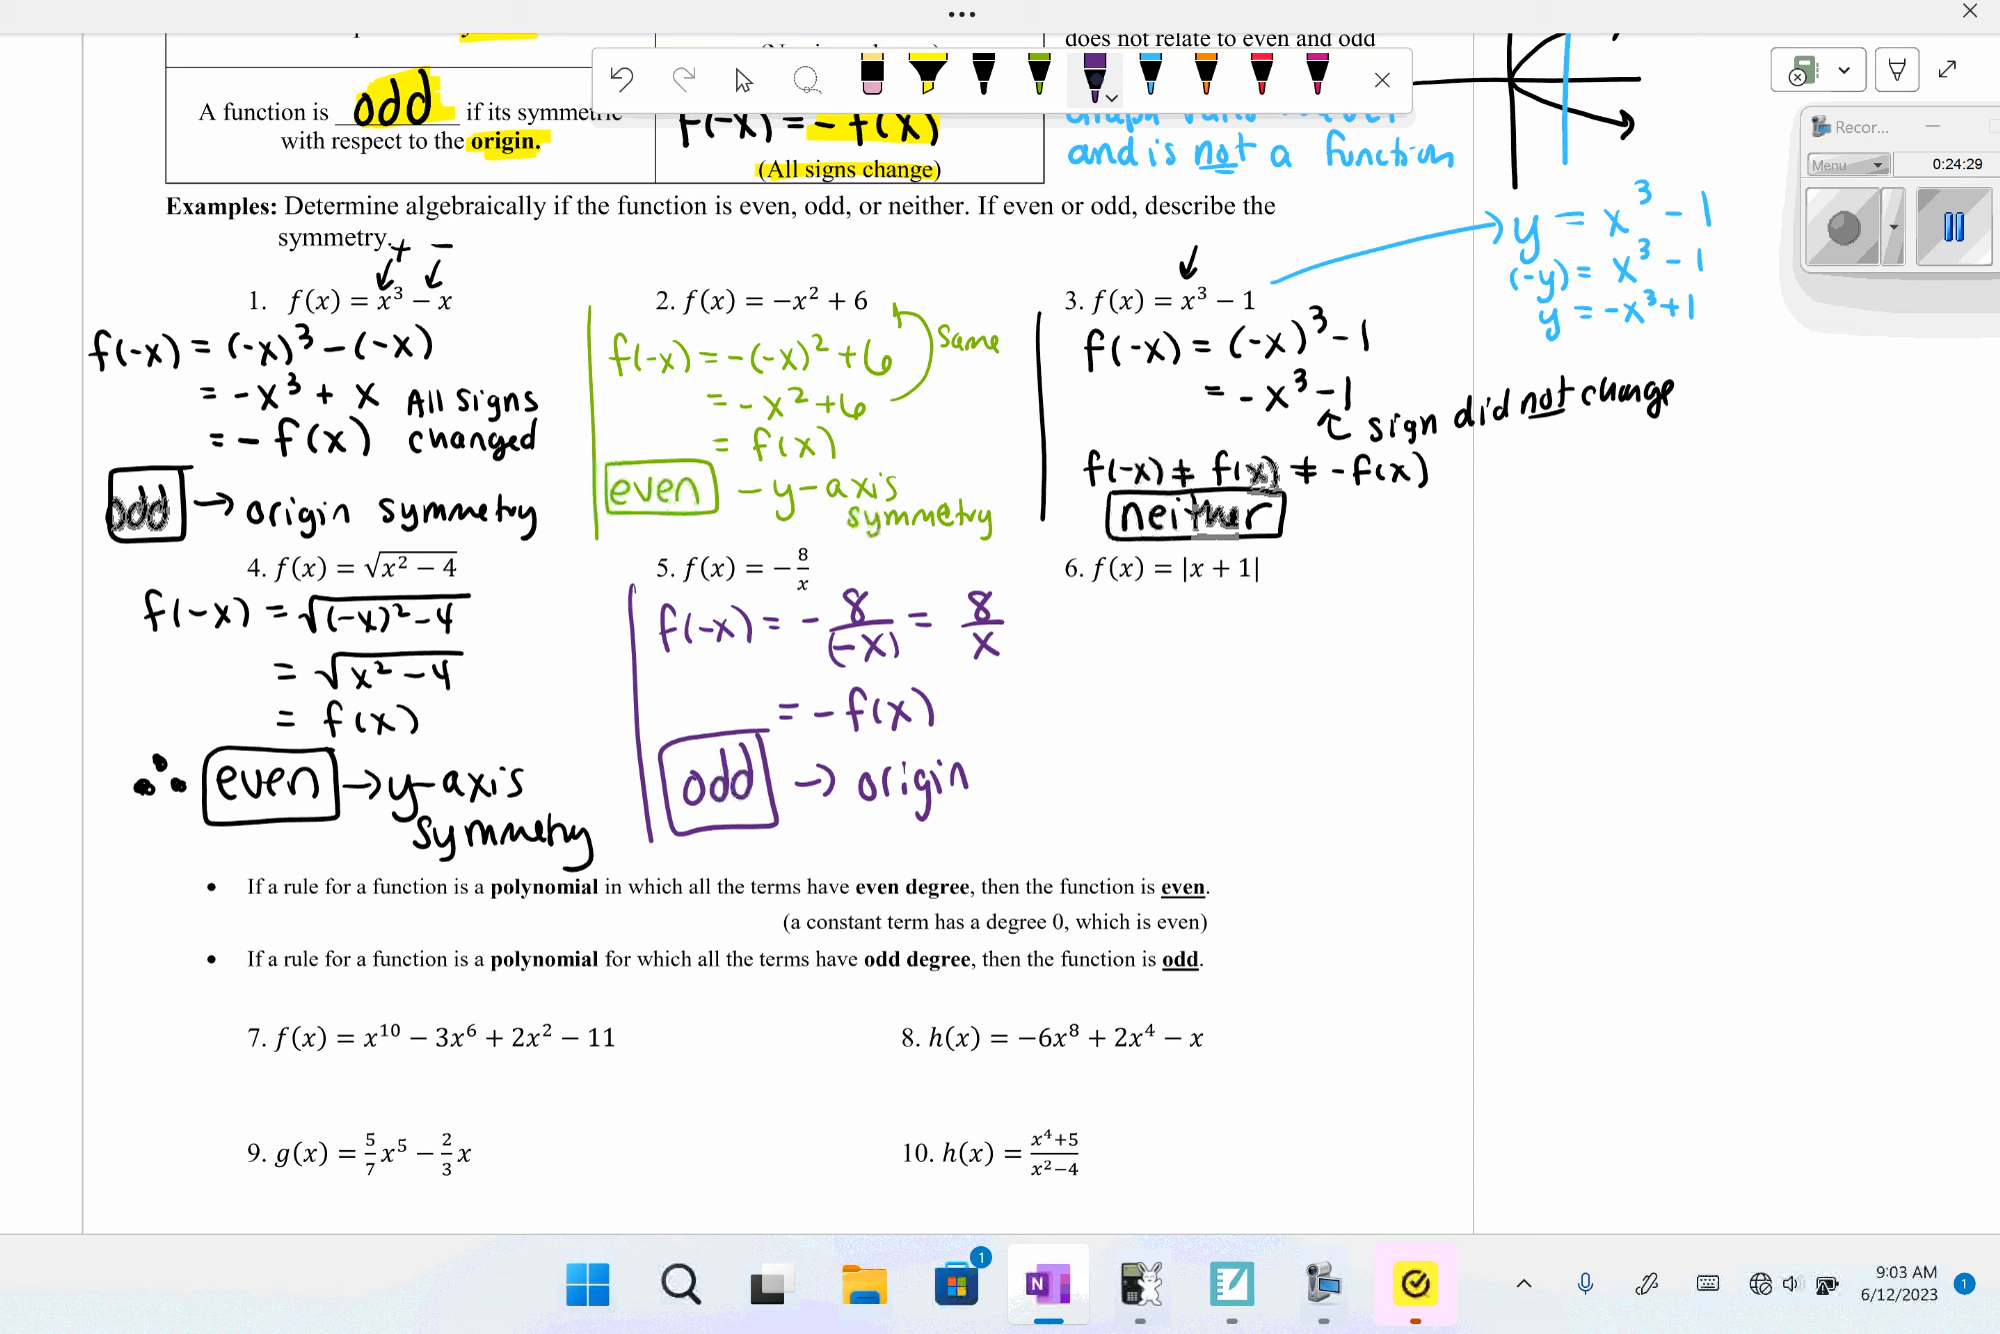 does not relate to even and odd
A function is odd if its symmetric
with respect to the origin.
f(-x) = -f(x)
(All signs change)
and is not a function
Recor...
Menu
0:24:29
Examples: Determine algebraically if the function is even, odd, or neither. If even or odd, describe the
symmetry.
+ -
y = x³ - 1
(-y) = x³ - 1
y = -x³ + 1
1. f(x) = x³ − x
f(-x) = (-x)³ - (-x)
= -x³ + x All signs
= - f(x) changed
odd → origin symmetry
2. f(x) = −x² + 6
f(-x) = -(-x)² + 6
Same
= -x² + 6
= f(x)
even - y-axis
symmetry
3. f(x) = x³ − 1
f(-x) = (-x)³ - 1
= -x³ - 1
sign did not change
f(-x) ≠ f(x) ≠ -f(x)
neither
4. f(x) = √(x² − 4)
f(-x) = √((-x)² - 4)
= √(x² - 4)
= f(x)
∴ even → y-axis
symmetry
5. f(x) = − 8/x
f(-x) = - 8/(-x) = 8/x
= -f(x)
odd → origin
6. f(x) = |x + 1|
• If a rule for a function is a polynomial in which all the terms have even degree, then the function is even.
(a constant term has a degree 0, which is even)
• If a rule for a function is a polynomial for which all the terms have odd degree, then the function is odd.
7. f(x) = x¹⁰ − 3x⁶ + 2x² − 11
8. h(x) = −6x⁸ + 2x⁴ − x
9. g(x) = 5/7 x⁵ − 2/3 x
10. h(x) = (x⁴+5)/(x²−4)
1
N
9:03 AM
6/12/2023
1